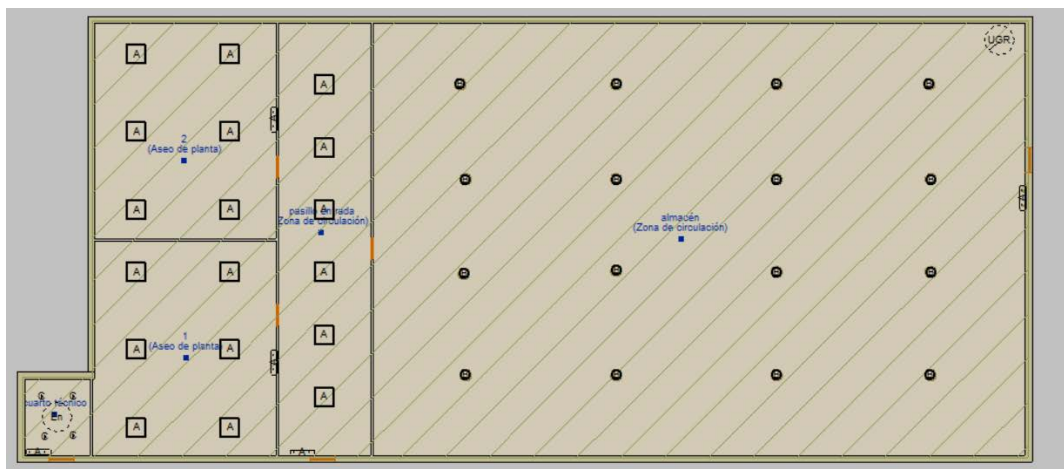 UGR
A A
A
A
A A
2
(Aseo de planta)
A A
pasillo entrada
Zona de circulación)
A
almacén
(Zona de circulación)
A A
A
1
(Aseo de planta)
A A
A
A
A A
cuarto técnico
En